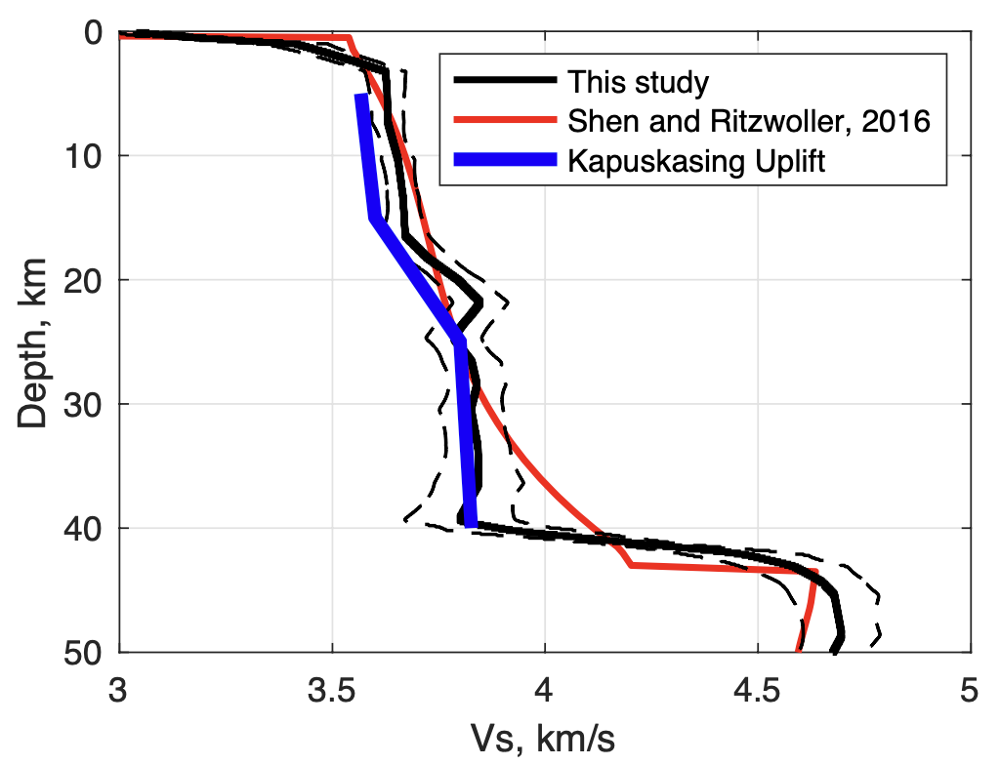 0
10
20
30
40
50
Depth, km
This study
Shen and Ritzwoller, 2016
Kapuskasing Uplift
3
3.5
4
4.5
5
Vs, km/s